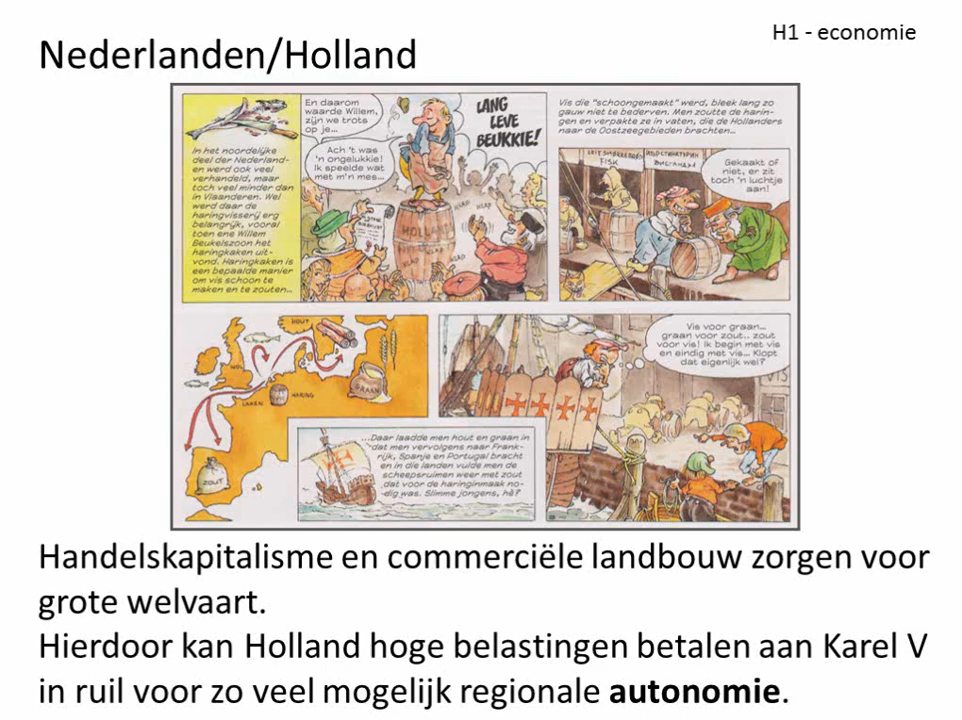 H1 - economie
Nederlanden/Holland
In het noordelijke
deel der Nederland-
en werd ook veel
verhandeld, maar
toch veel minder dan
in Vlaanderen. Wel
werd daar de
haringvisserij erg
belangrijk, vooral
toen ene Willem
Beukelszoon het
haringkaken uit-
vond. Haringkaken is
een bepaalde manier
om vis schoon te
maken en te zouten...
En daarom
waarde Willem,
zijn we trots
op je...
Ach 't was
'n ongelukkie!
Ik speelde wat
met m'n mes...
LANG
LEVE
BEUKKIE!
KLAP
KLAP
KLAP
KLAP
HOLLAND
Vis die "schoongemaakt" werd, bleek lang zo
gauw niet te bederven. Men zoutte de harin-
gen en verpakte ze in vaten, die de Hollanders
naar de Oostzeegebieden brachten...
FISK
Gekaakt of
niet, er zit
toch 'n luchtje
aan!
HOUT
WOL
LAKEN
HARING
GRAAN
ZOUT
...Daar laadde men hout en graan in
dat men vervolgens naar Frank-
rijk, Spanje en Portugal bracht
en in die landen vulde men de
scheepsruimen weer met zout
dat voor de haringinmaak no-
dig was. Slimme jongens, hè?
Vis voor graan...
graan voor zout.. zout
voor vis! Ik begin met vis
en eindig met vis... Klopt
dat eigenlijk wel?
VIS
Handelskapitalisme en commerciële landbouw zorgen voor
grote welvaart.
Hierdoor kan Holland hoge belastingen betalen aan Karel V
in ruil voor zo veel mogelijk regionale autonomie.